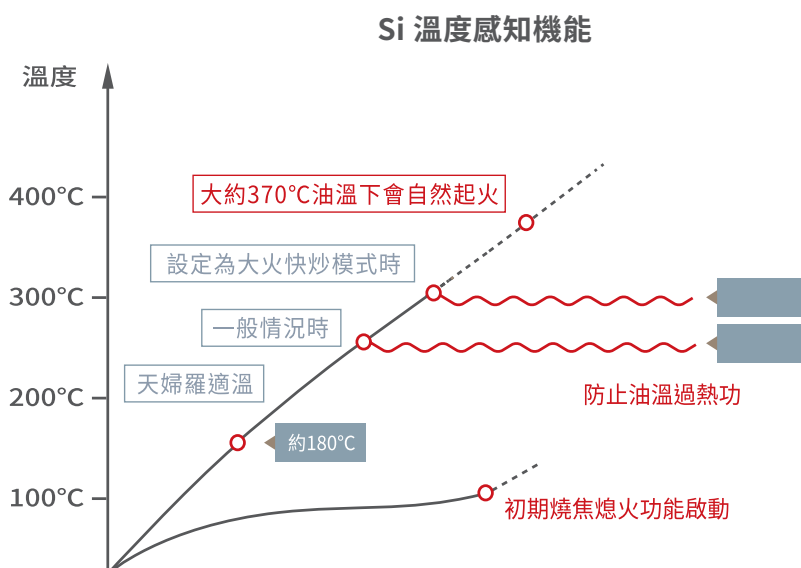 Si 溫度感知機能
溫度
400℃
大約370℃油溫下會自然起火
設定為大火快炒模式時
300℃
一般情況時
天婦羅適溫
防止油溫過熱功
200℃
約180℃
100℃
初期燒焦熄火功能啟動